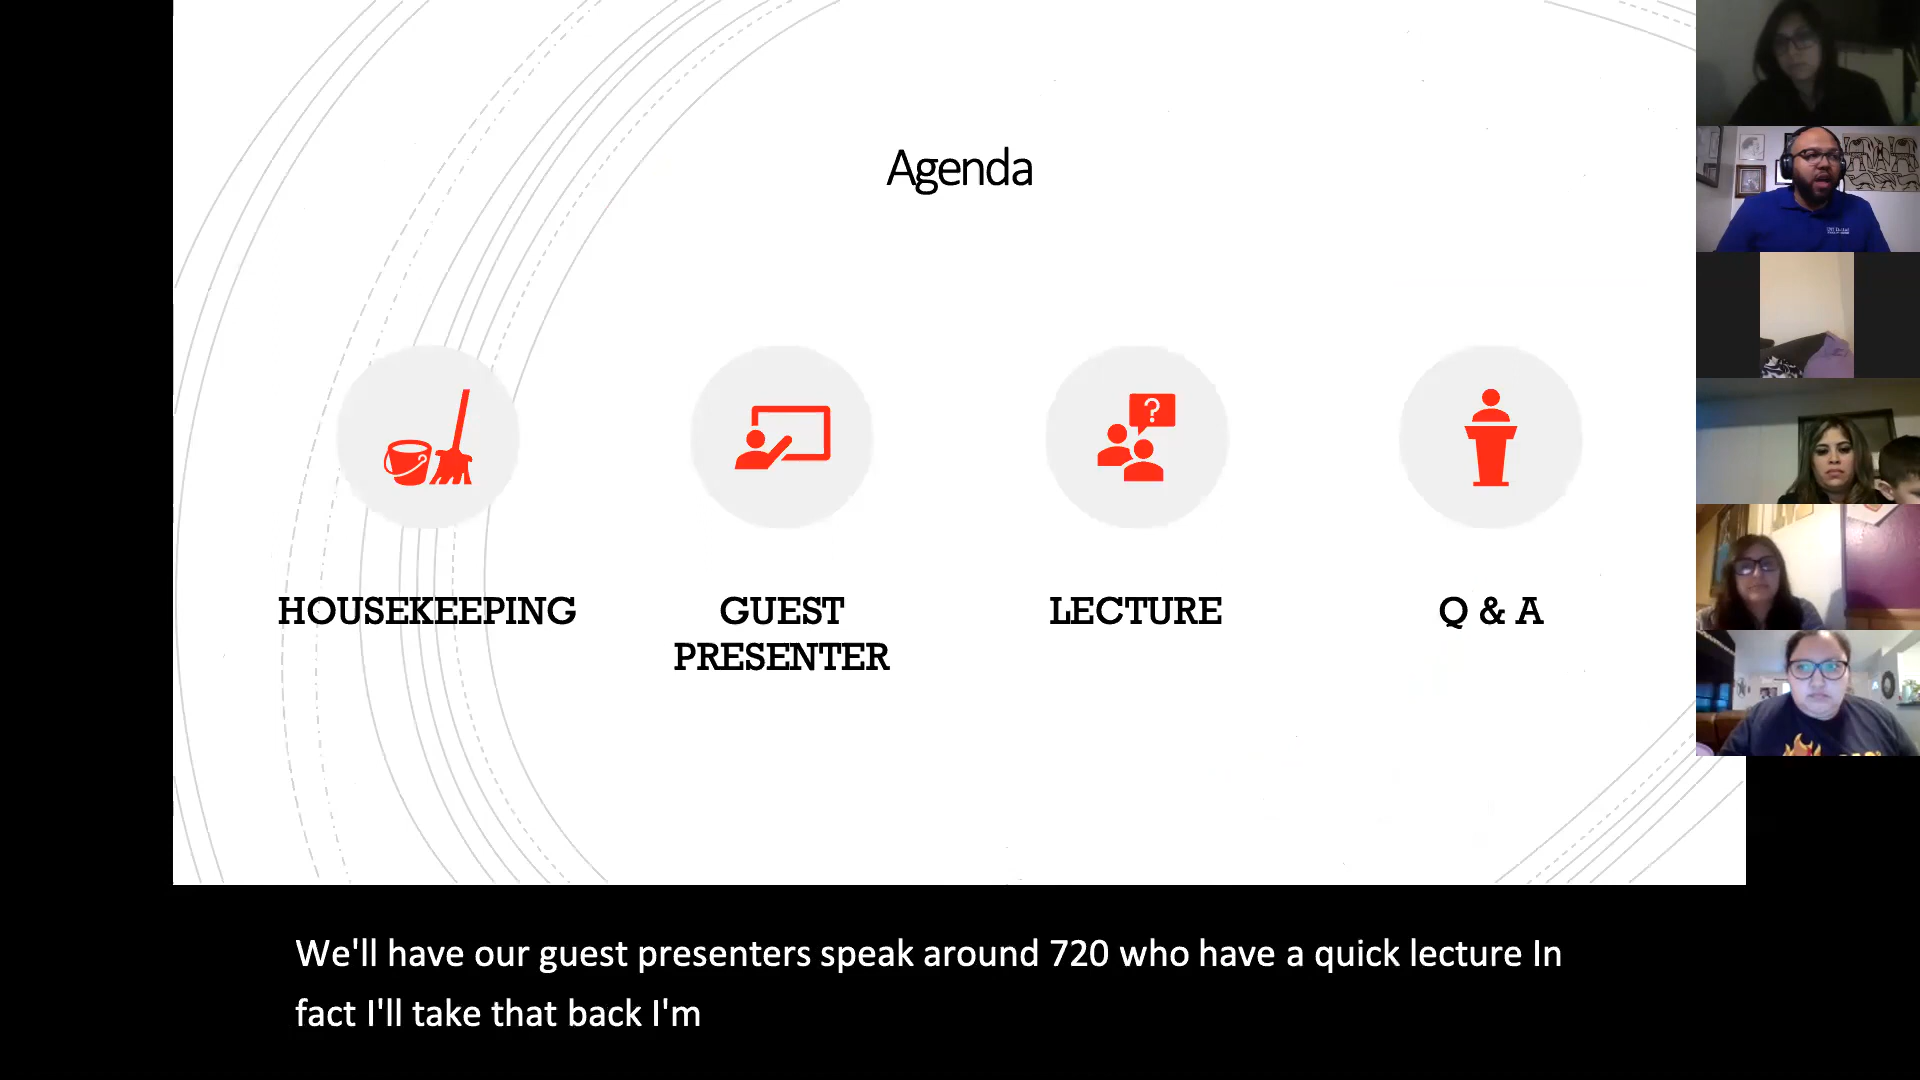 Agenda
?
HOUSEKEEPING
GUEST
PRESENTER
LECTURE
Q & A
We'll have our guest presenters speak around 720 who have a quick lecture In
fact I'll take that back I'm